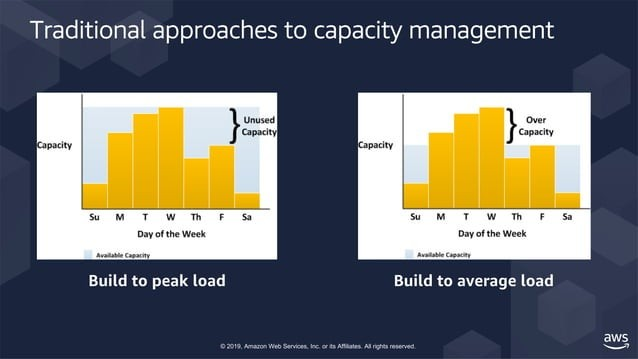 Traditional approaches to capacity management
Unused
Capacity
Capacity
Su M T W Th F Sa
Day of the Week
Available Capacity
Build to peak load
Over
Capacity
Capacity
Su M T W Th F Sa
Day of the Week
Available Capacity
Build to average load
© 2019, Amazon Web Services, Inc. or its Affiliates. All rights reserved.
aws